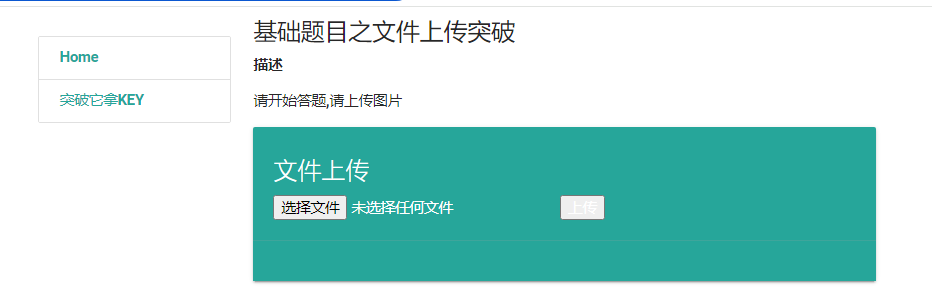 基础题目之文件上传突破
Home
描述
突破它拿KEY
请开始答题,请上传图片
文件上传
选择文件 未选择任何文件 上传